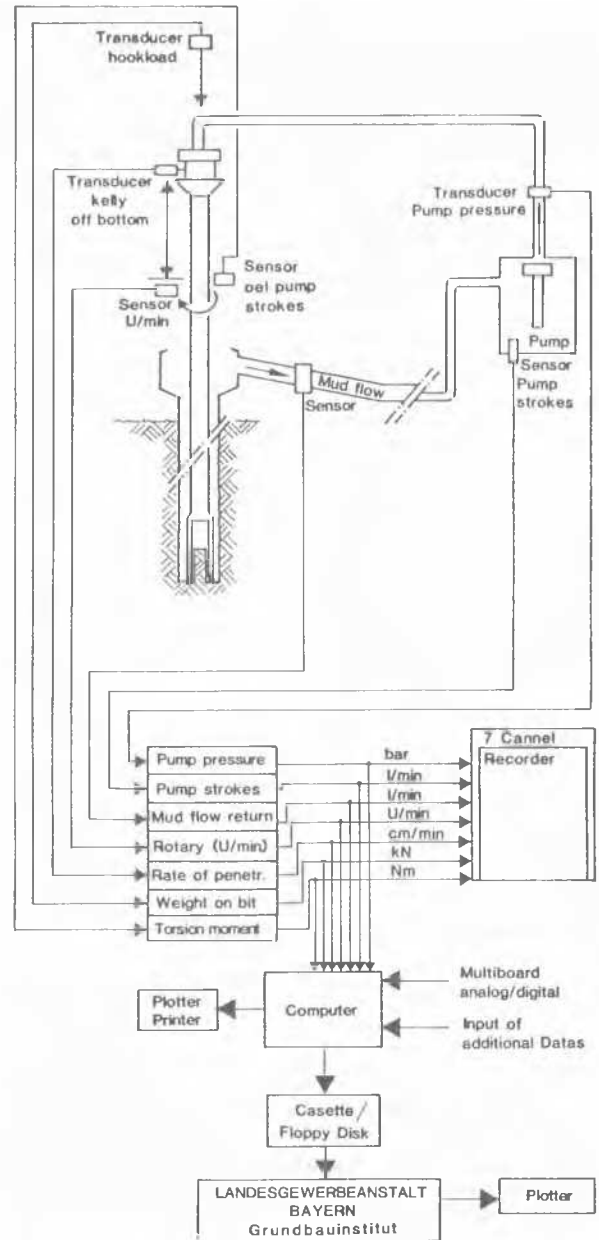 Transducer
hookload
Transducer
kelly
off bottom
Transducer
Pump pressure
Sensor
pel pump
strokes
Sensor
U/min
Pump
Sensor
Pump
strokes
Mud flow
Sensor
7 Cannel
Recorder
Pump pressure
bar
Pump strokes
l/min
Mud flow return
l/min
Rotary (U/min)
U/min
Rate of penetr.
cm/min
Weight on bit
kN
Torsion moment
Nm
Multiboard
analog/digital
Plotter
Printer
Computer
Input of
additional Datas
Casette/
Floppy Disk
LANDESGEWERBEANSTALT
BAYERN
Grundbauinstitut
Plotter